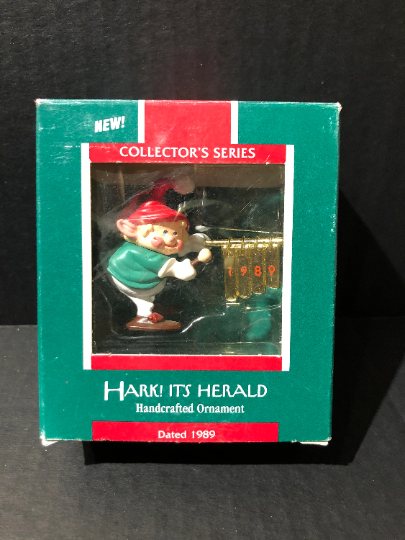 NEW!
COLLECTOR'S SERIES
1989
HARK! ITS HERALD
Handcrafted Ornament
Dated 1989